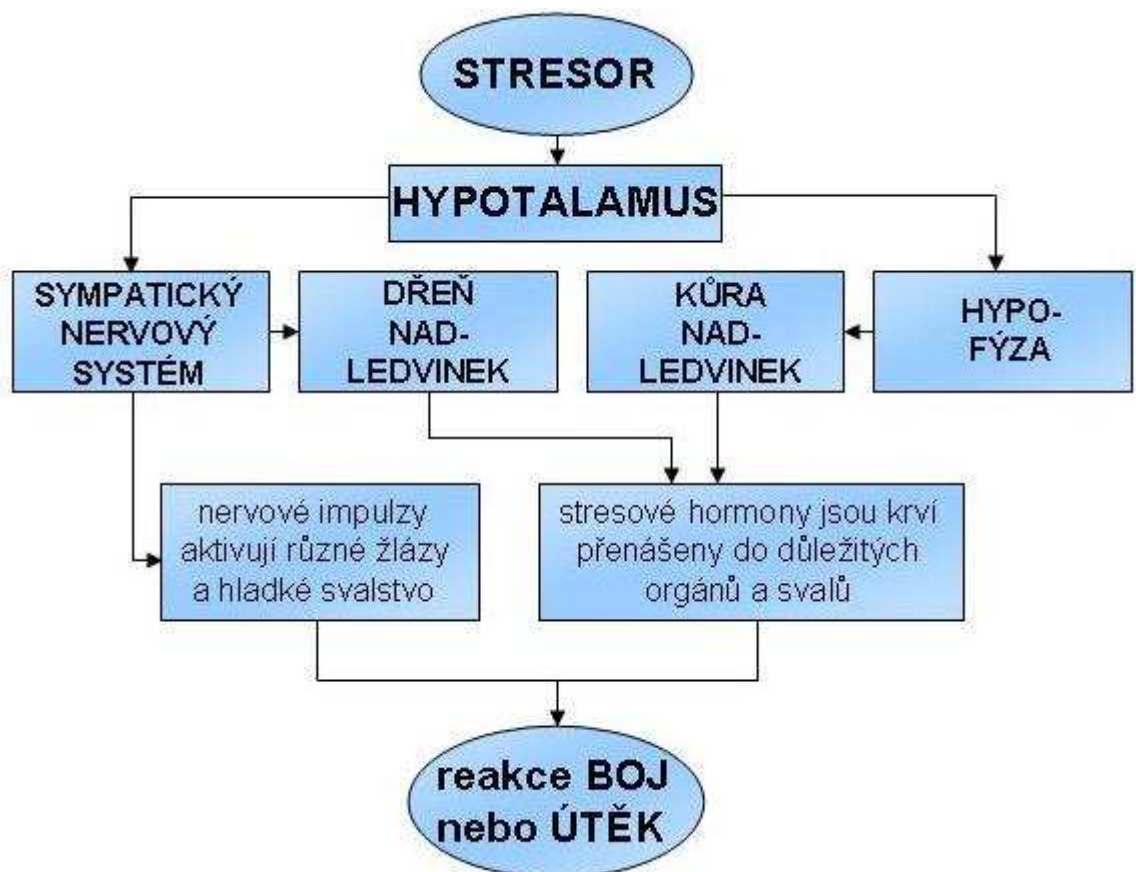 STRESOR
HYPOTALAMUS
SYMPATICKÝ
NERVOVÝ
SYSTÉM
DŘEŇ
NAD-
LEDVINEK
KŮRA
NAD-
LEDVINEK
HYPO-
FÝZA
nervové impulzy
aktivují různé žlázy
a hladké svalstvo
stresové hormony jsou krví
přenášeny do důležitých
orgánů a svalů
reakce BOJ
nebo ÚTĚK